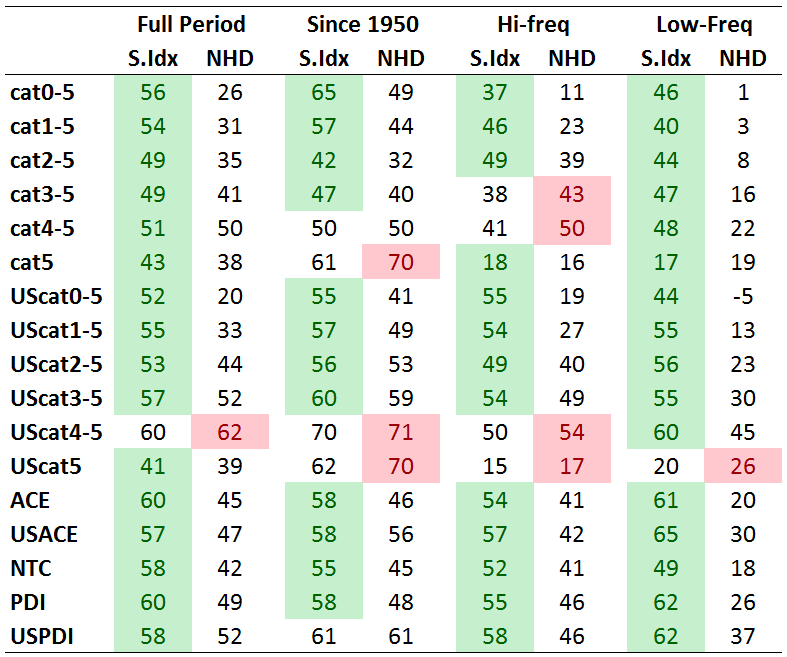 Full Period Since 1950 Hi-freq Low-Freq
S.Idx NHD S.Idx NHD S.Idx NHD S.Idx NHD
cat0-5 56 26 65 49 37 11 46 1
cat1-5 54 31 57 44 46 23 40 3
cat2-5 49 35 42 32 49 39 44 8
cat3-5 49 41 47 40 38 43 47 16
cat4-5 51 50 50 50 41 50 48 22
cat5 43 38 61 70 18 16 17 19
UScat0-5 52 20 55 41 55 19 44 -5
UScat1-5 55 33 57 49 54 27 55 13
UScat2-5 53 44 56 53 49 40 56 23
UScat3-5 57 52 60 59 54 49 55 30
UScat4-5 60 62 70 71 50 54 60 45
UScat5 41 39 62 70 15 17 20 26
ACE 60 45 58 46 54 41 61 20
USACE 57 47 58 56 57 42 65 30
NTC 58 42 55 45 52 41 49 18
PDI 60 49 58 48 55 46 62 26
USPDI 58 52 61 61 58 46 62 37